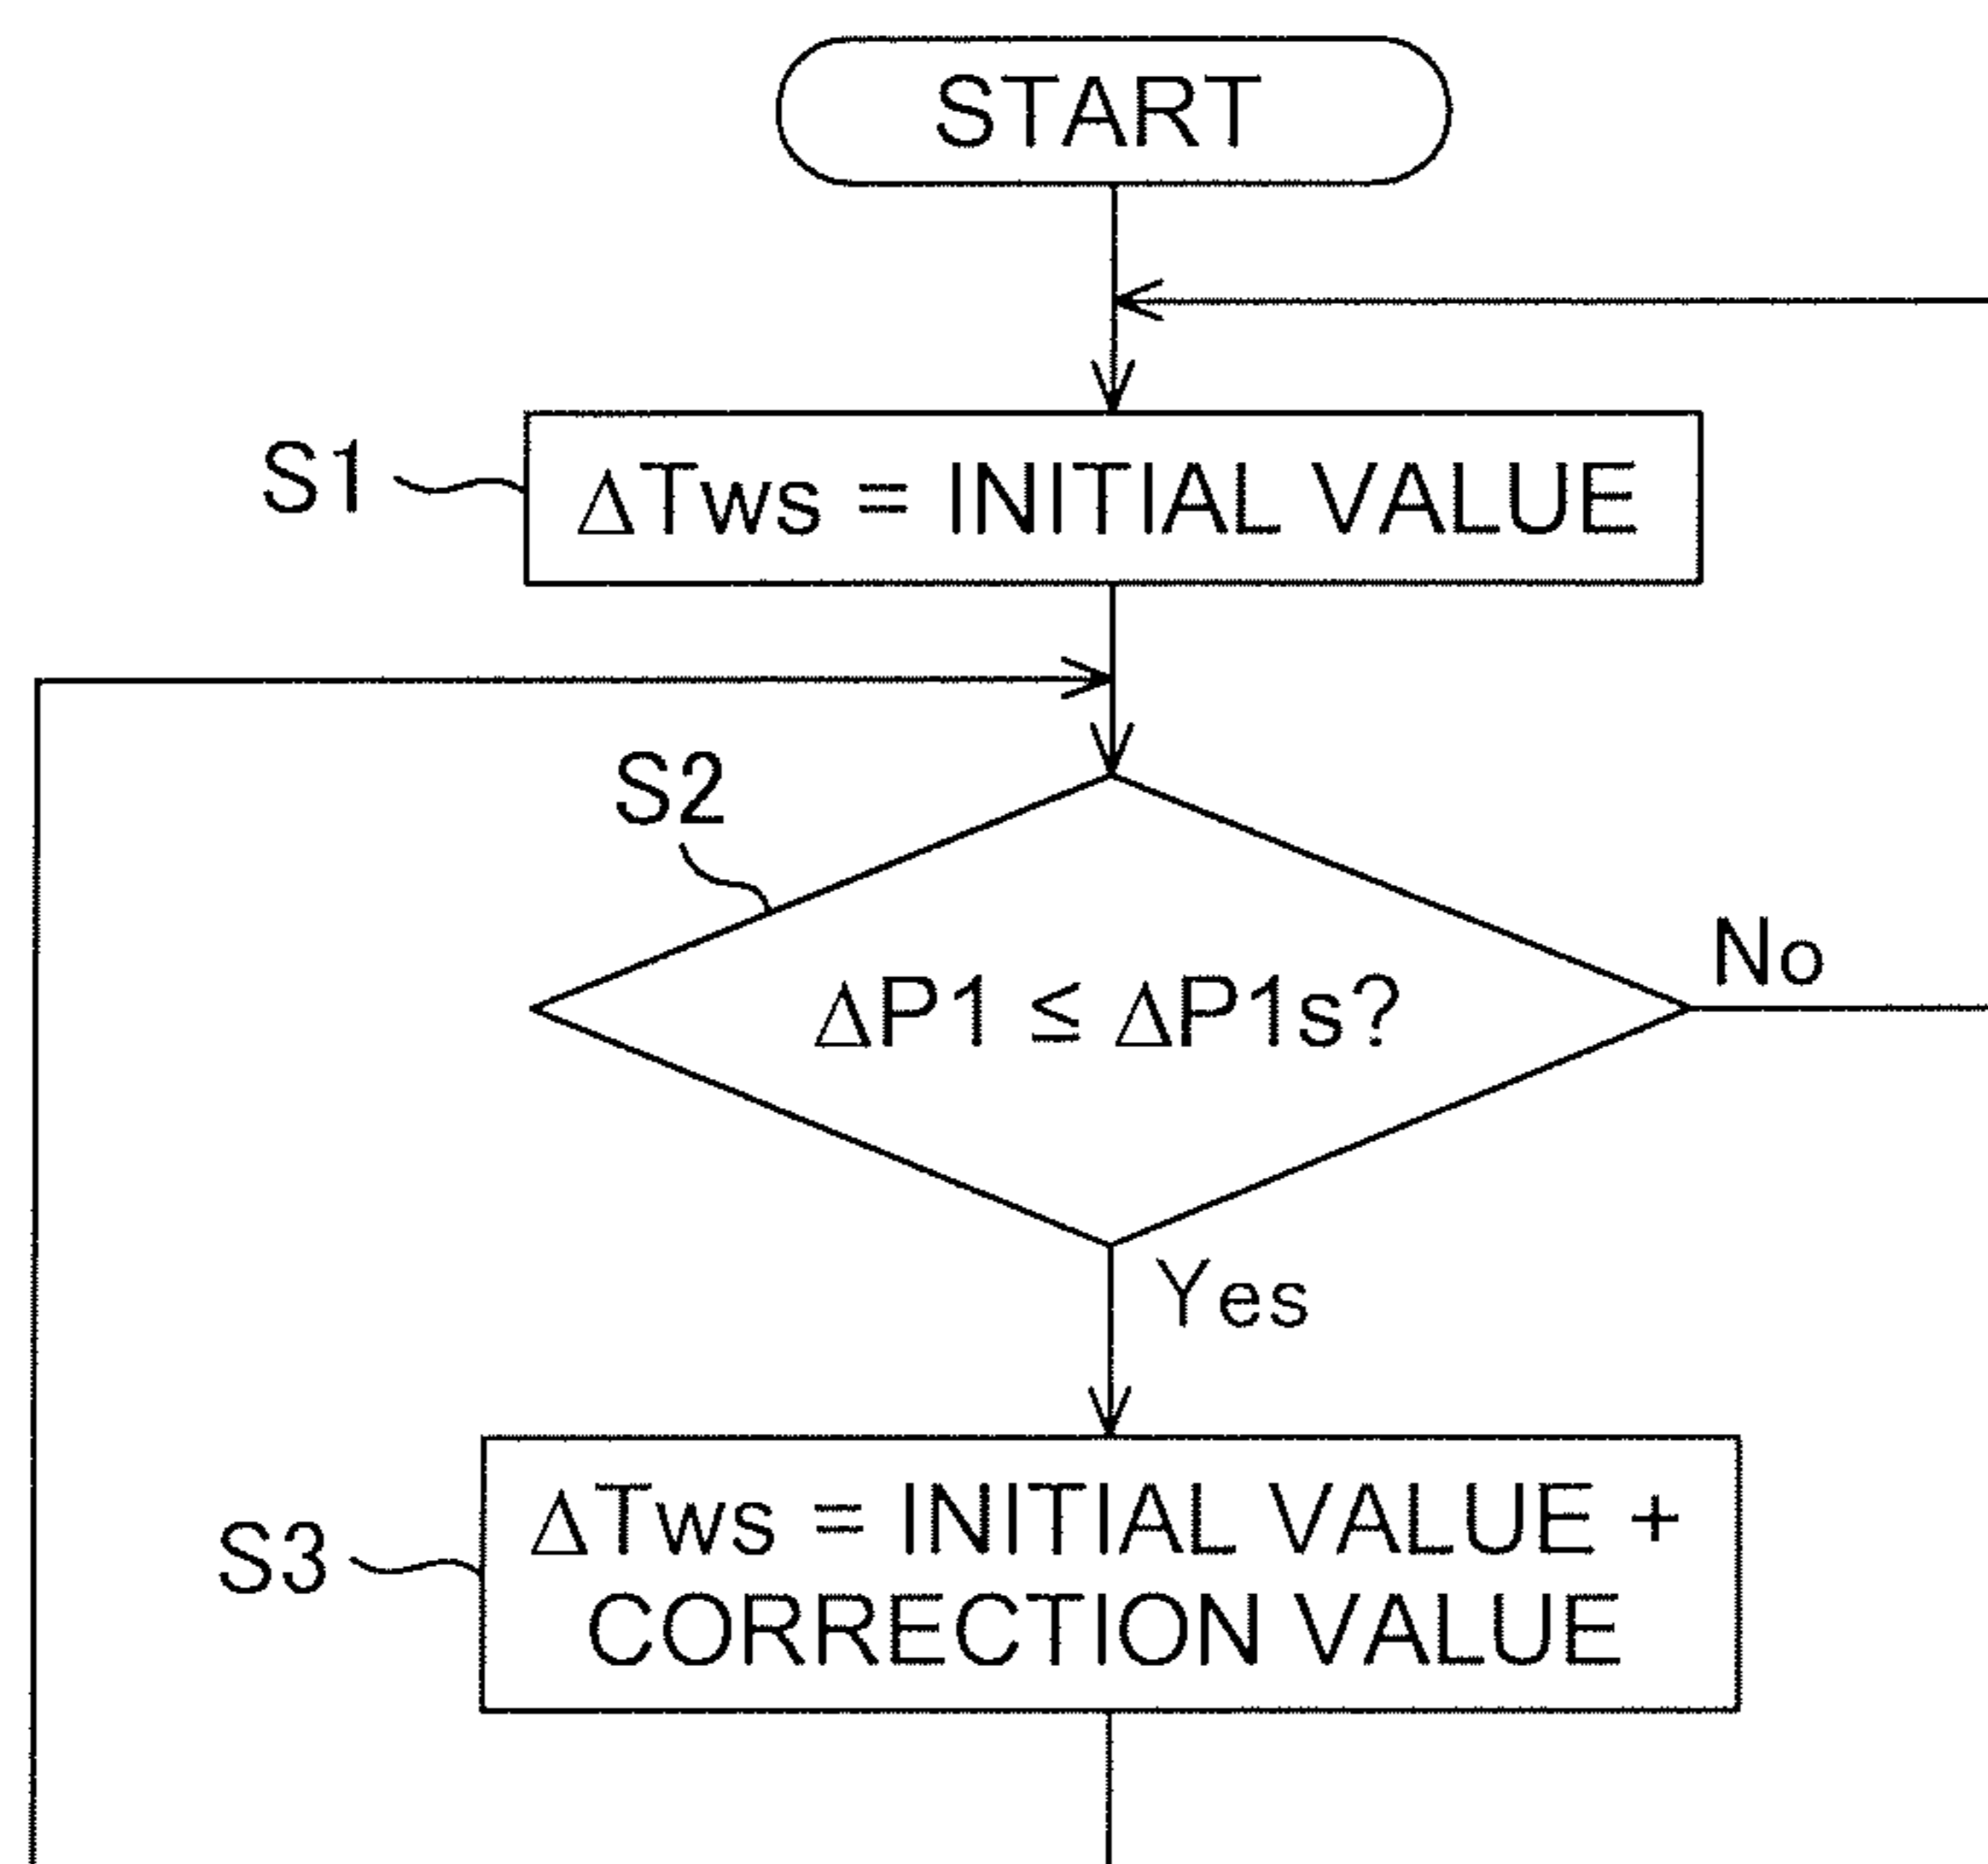 START
S1
ΔTws = INITIAL VALUE
S2
ΔP1 ≤ ΔP1s?
No
Yes
S3
ΔTws = INITIAL VALUE +
CORRECTION VALUE